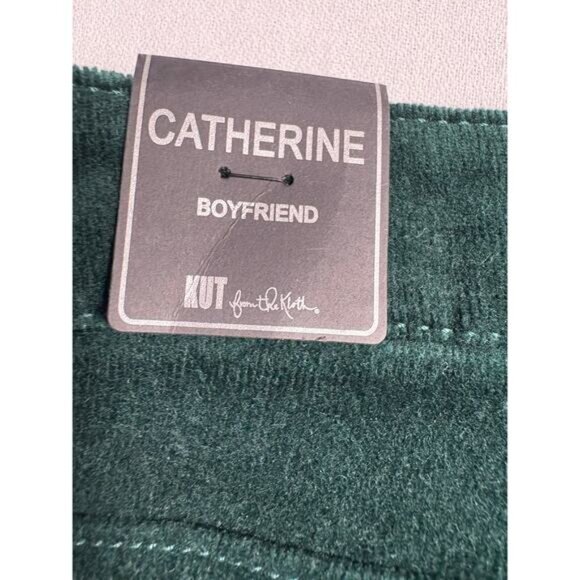 CATHERINE
BOYFRIEND
KUT from the Kloth®